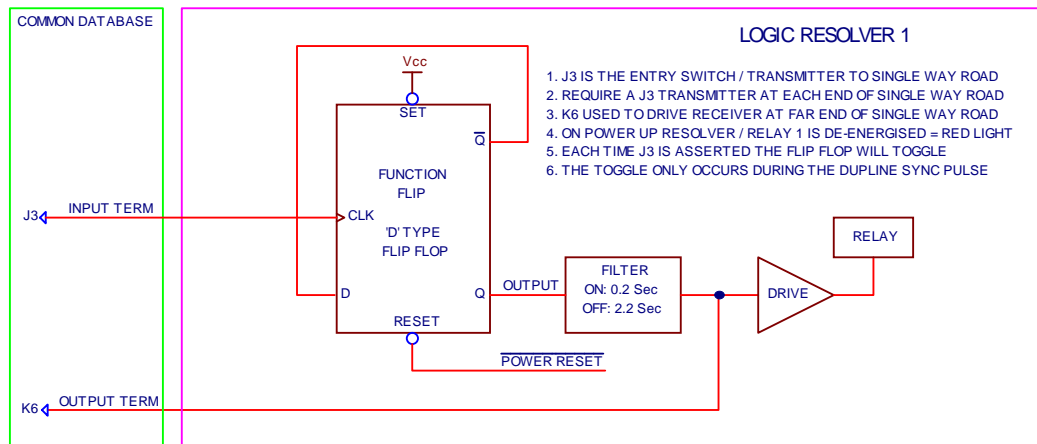 COMMON DATABASE
LOGIC RESOLVER 1
1. J3 IS THE ENTRY SWITCH / TRANSMITTER TO SINGLE WAY ROAD
2. REQUIRE A J3 TRANSMITTER AT EACH END OF SINGLE WAY ROAD
3. K6 USED TO DRIVE RECEIVER AT FAR END OF SINGLE WAY ROAD
4. ON POWER UP RESOLVER / RELAY 1 IS DE-ENERGISED = RED LIGHT
5. EACH TIME J3 IS ASSERTED THE FLIP FLOP WILL TOGGLE
6. THE TOGGLE ONLY OCCURS DURING THE DUPLINE SYNC PULSE
Vcc
SET
Q̅
FUNCTION
FLIP
'D' TYPE
FLIP FLOP
J3
INPUT TERM
CLK
D
Q
RESET
OUTPUT
FILTER
ON: 0.2 Sec
OFF: 2.2 Sec
DRIVE
RELAY
P̅O̅W̅E̅R̅ ̅R̅E̅S̅E̅T̅
K6
OUTPUT TERM